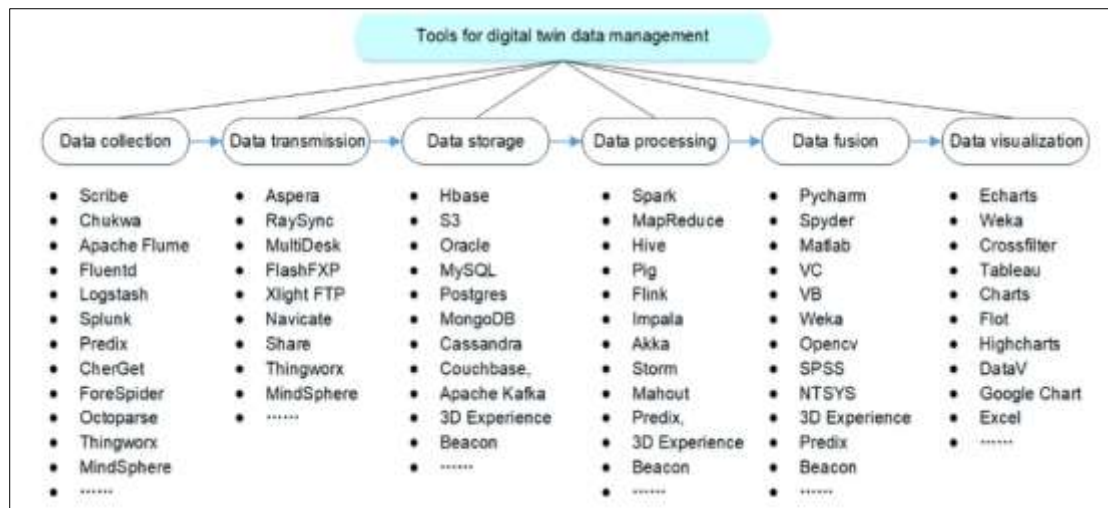 Tools for digital twin data management
Data collection
Data transmission
Data storage
Data processing
Data fusion
Data visualization
Scribe
Chukwa
Apache Flume
Fluentd
Logstash
Splunk
Predix
CherGet
ForeSpider
Octoparse
Thingworx
MindSphere
······
Aspera
RaySync
MultiDesk
FlashFXP
Xlight FTP
Navicate
Share
Thingworx
MindSphere
······
Hbase
S3
Oracle
MySQL
Postgres
MongoDB
Cassandra
Couchbase,
Apache Kafka
3D Experience
Beacon
······
Spark
MapReduce
Hive
Pig
Flink
Impala
Akka
Storm
Mahout
Predix,
3D Experience
Beacon
······
Pycharm
Spyder
Matlab
VC
VB
Weka
Opencv
SPSS
NTSYS
3D Experience
Predix
Beacon
······
Echarts
Weka
Crossfilter
Tableau
Charts
Flot
Highcharts
DataV
Google Chart
Excel
······